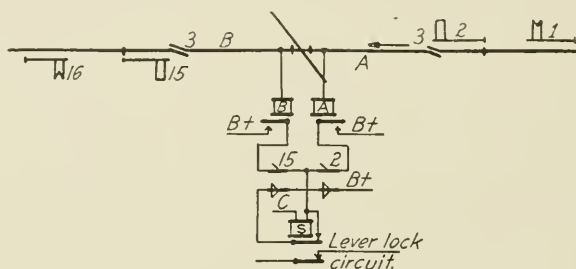 3 B A 3 2 1
16 15
B A
B+ B+
15 2
B+
C
S
Lever lock
circuit.